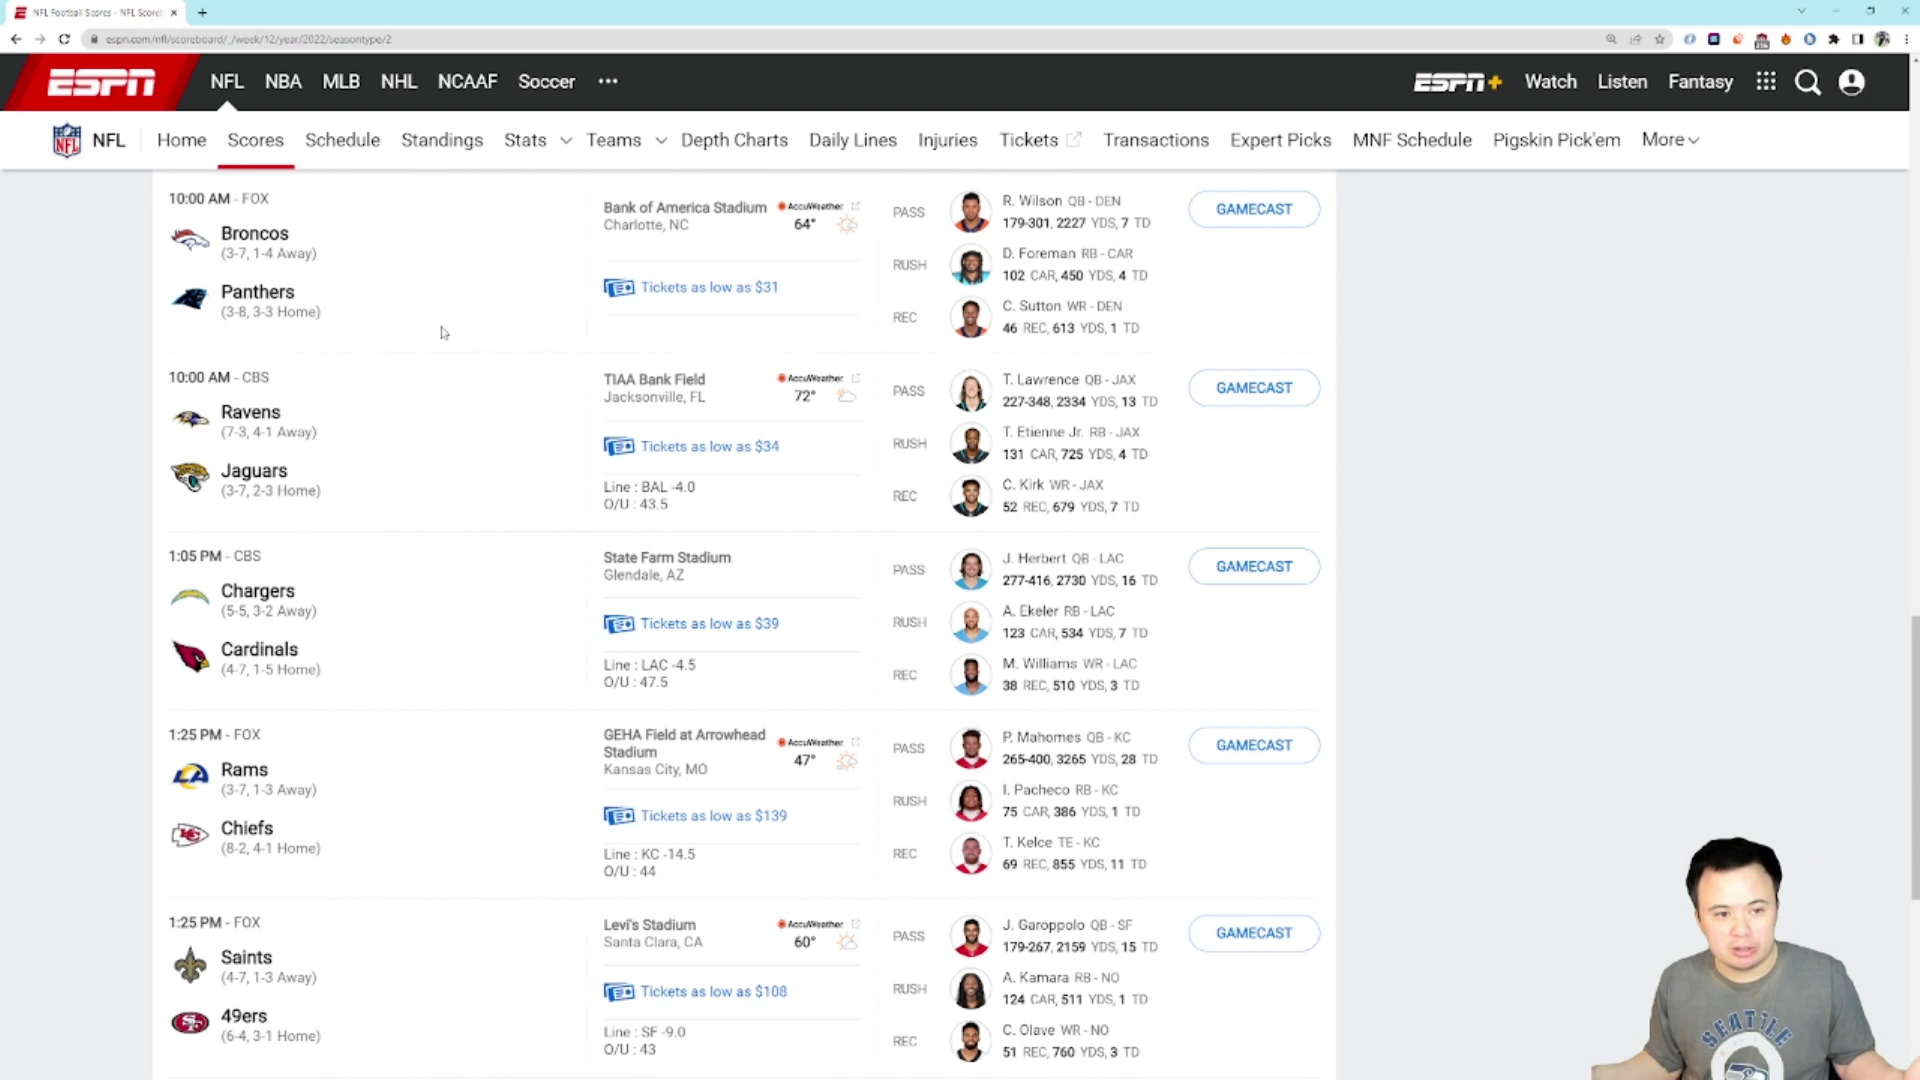 NFL Football Scores - NFL Score
espn.com/nfl/scoreboard/_/week/12/year/2022/seasontype/2
ESPN NFL NBA MLB NHL NCAAF Soccer ESPN+ Watch Listen Fantasy
NFL NFL Home Scores Schedule Standings Stats Teams Depth Charts Daily Lines Injuries Tickets Transactions Expert Picks MNF Schedule Pigskin Pick'em More
10:00 AM - FOX
Broncos
(3-7, 1-4 Away)
Panthers
(3-8, 3-3 Home)
Bank of America Stadium
Charlotte, NC
AccuWeather
64°
Tickets as low as $31
PASS
R. Wilson QB - DEN
179-301, 2227 YDS, 7 TD
RUSH
D. Foreman RB - CAR
102 CAR, 450 YDS, 4 TD
REC
C. Sutton WR - DEN
46 REC, 613 YDS, 1 TD
GAMECAST
10:00 AM - CBS
Ravens
(7-3, 4-1 Away)
Jaguars
(3-7, 2-3 Home)
TIAA Bank Field
Jacksonville, FL
AccuWeather
72°
Tickets as low as $34
Line : BAL -4.0
O/U : 43.5
PASS
T. Lawrence QB - JAX
227-348, 2334 YDS, 13 TD
RUSH
T. Etienne Jr. RB - JAX
131 CAR, 725 YDS, 4 TD
REC
C. Kirk WR - JAX
52 REC, 679 YDS, 7 TD
GAMECAST
1:05 PM - CBS
Chargers
(5-5, 3-2 Away)
Cardinals
(4-7, 1-5 Home)
State Farm Stadium
Glendale, AZ
Tickets as low as $39
Line : LAC -4.5
O/U : 47.5
PASS
J. Herbert QB - LAC
277-416, 2730 YDS, 16 TD
RUSH
A. Ekeler RB - LAC
123 CAR, 534 YDS, 7 TD
REC
M. Williams WR - LAC
38 REC, 510 YDS, 3 TD
GAMECAST
1:25 PM - FOX
Rams
(3-7, 1-3 Away)
Chiefs
(8-2, 4-1 Home)
GEHA Field at Arrowhead
Stadium
Kansas City, MO
AccuWeather
47°
Tickets as low as $139
Line : KC -14.5
O/U : 44
PASS
P. Mahomes QB - KC
265-400, 3265 YDS, 28 TD
RUSH
I. Pacheco RB - KC
75 CAR, 386 YDS, 1 TD
REC
T. Kelce TE - KC
69 REC, 855 YDS, 11 TD
GAMECAST
1:25 PM - FOX
Saints
(4-7, 1-3 Away)
49ers
(6-4, 3-1 Home)
Levi's Stadium
Santa Clara, CA
AccuWeather
60°
Tickets as low as $108
Line : SF -9.0
O/U : 43
PASS
J. Garoppolo QB - SF
179-267, 2159 YDS, 15 TD
RUSH
A. Kamara RB - NO
124 CAR, 511 YDS, 1 TD
REC
C. Olave WR - NO
51 REC, 760 YDS, 3 TD
GAMECAST
SEATTLE